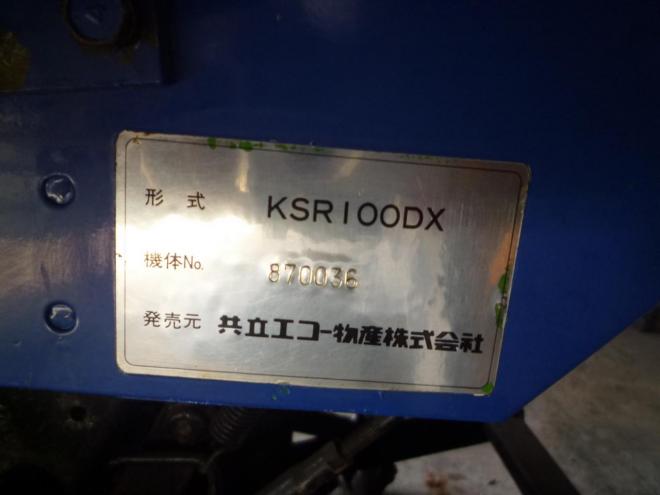 形 式 KSR100DX
機体No. 870036
発売元 共立エコー物産株式会社